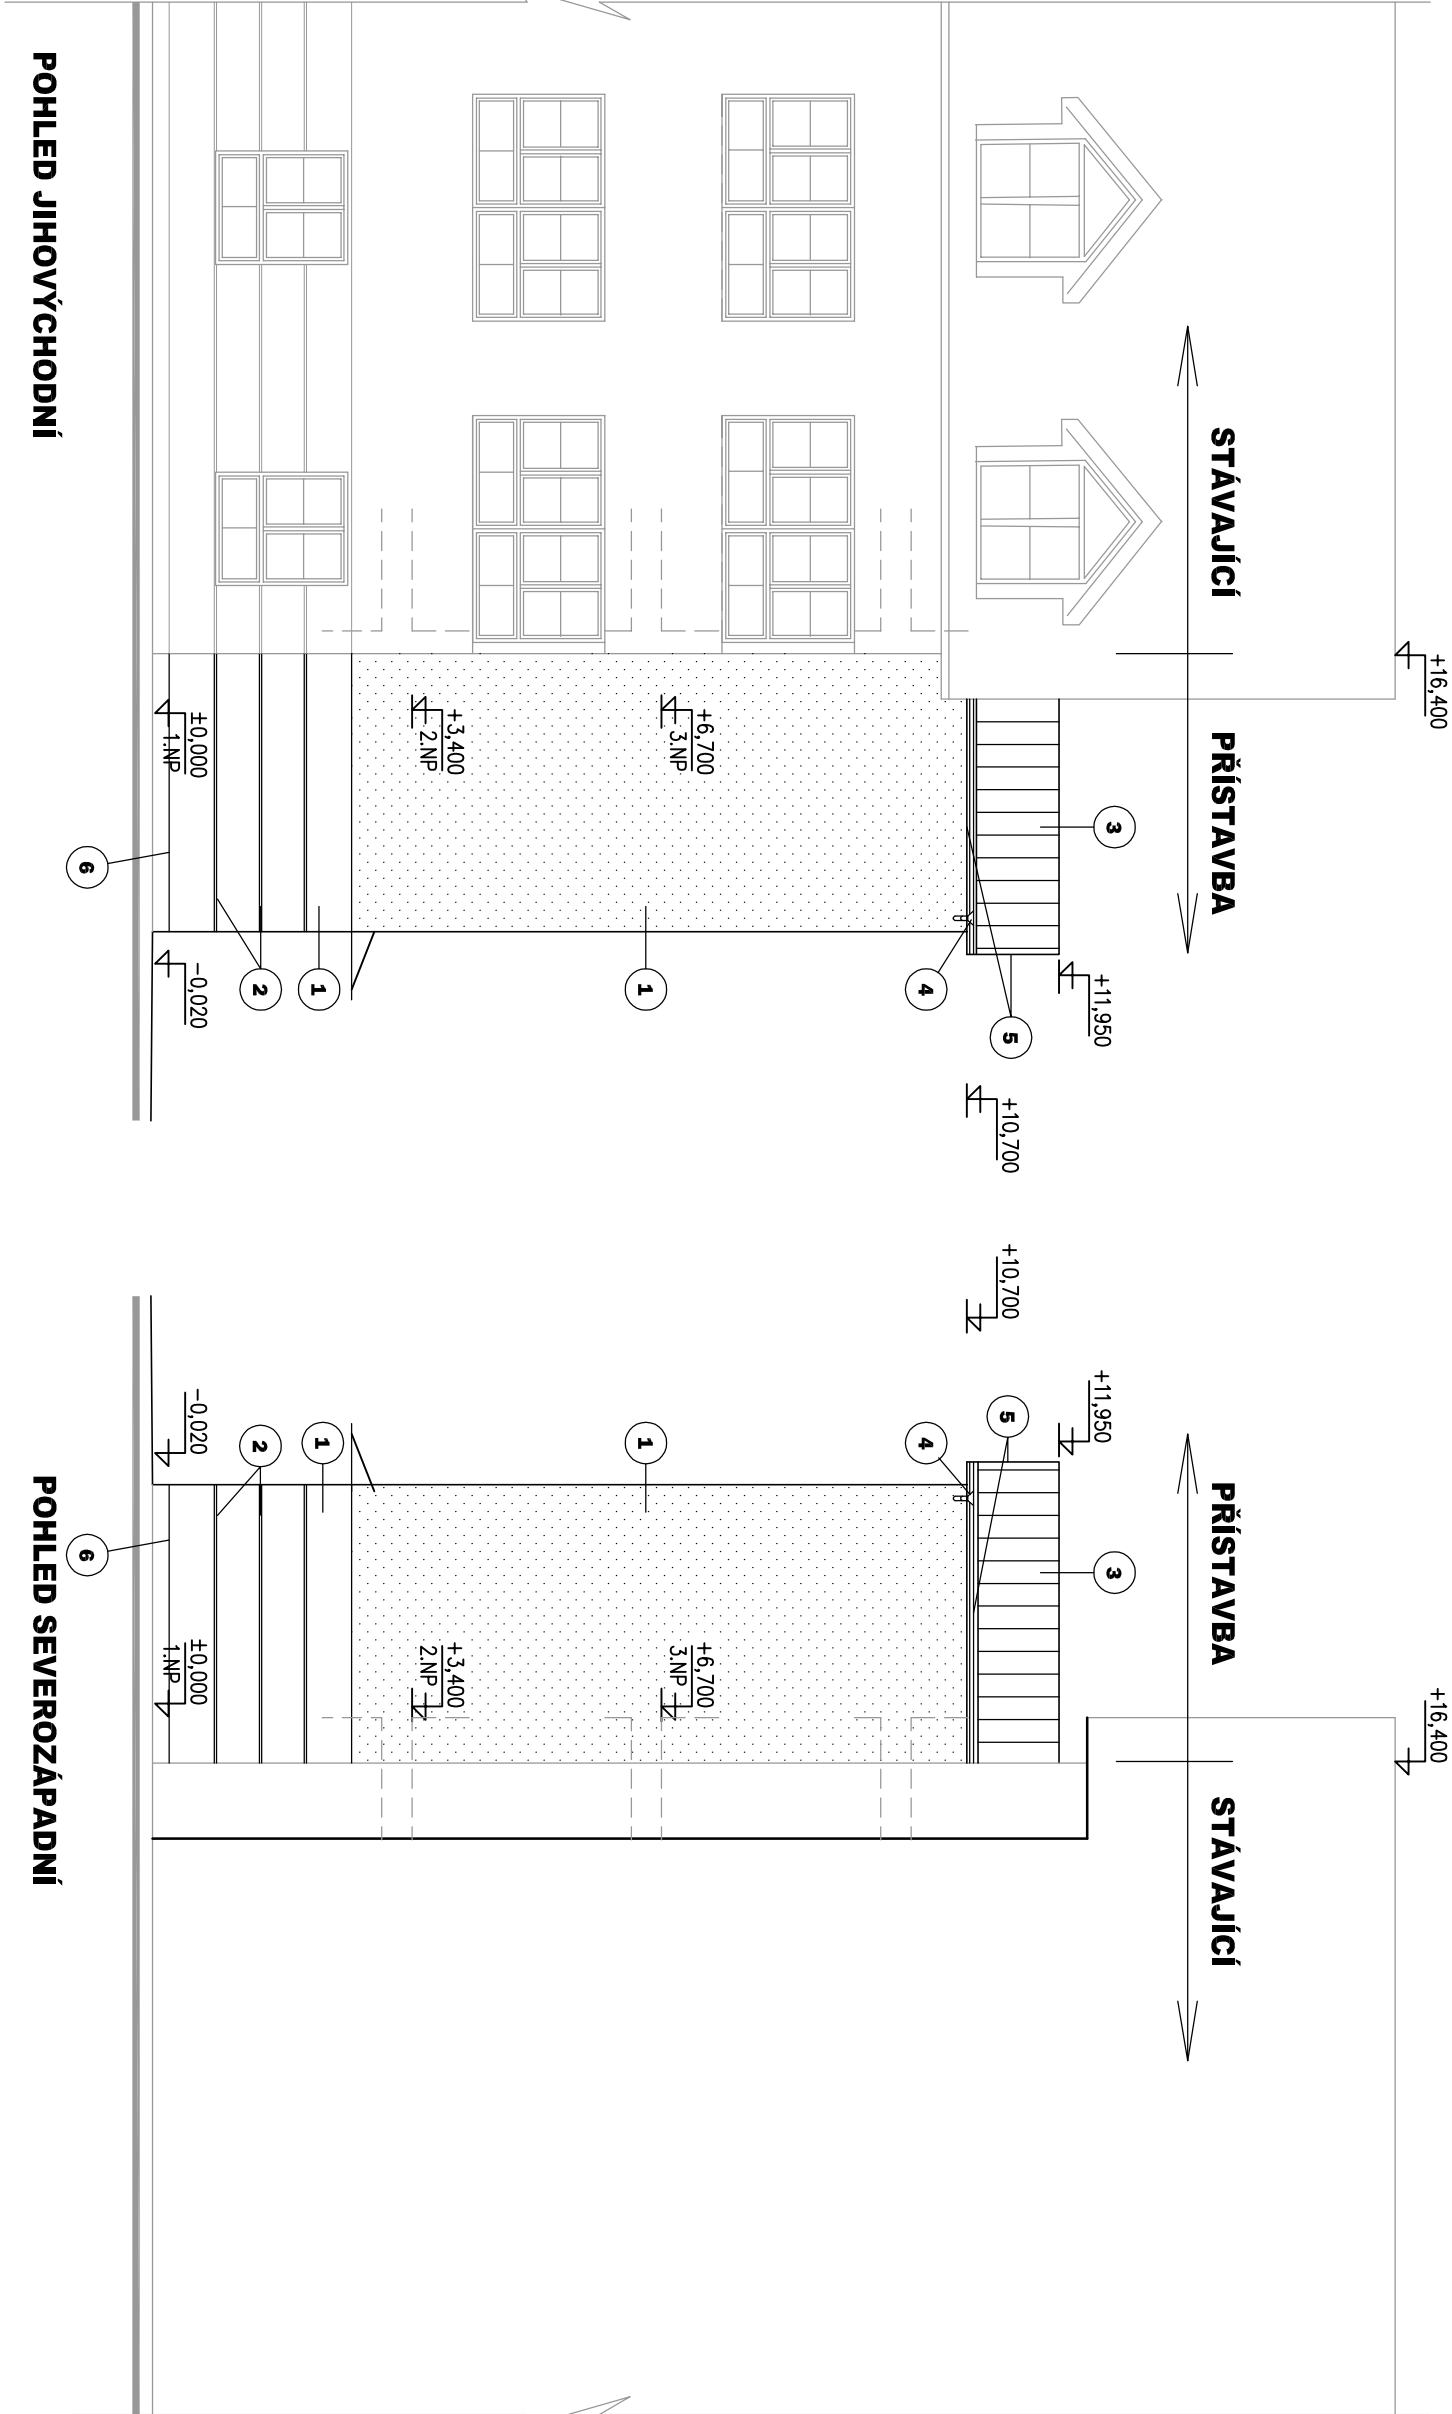 +16,400
+16,400
STÁVAJÍCÍ
PŘÍSTAVBA
PŘÍSTAVBA
STÁVAJÍCÍ
3
+11,950
+11,950
3
5
+10,700
+10,700
5
4
4
+6,700
3.NP
1
1
+6,700
3.NP
+3,400
2.NP
+3,400
2.NP
1
1
2
2
±0,000
1.NP
-0,020
-0,020
±0,000
1.NP
6
6
POHLED JIHOVÝCHODNÍ
POHLED SEVEROZÁPADNÍ